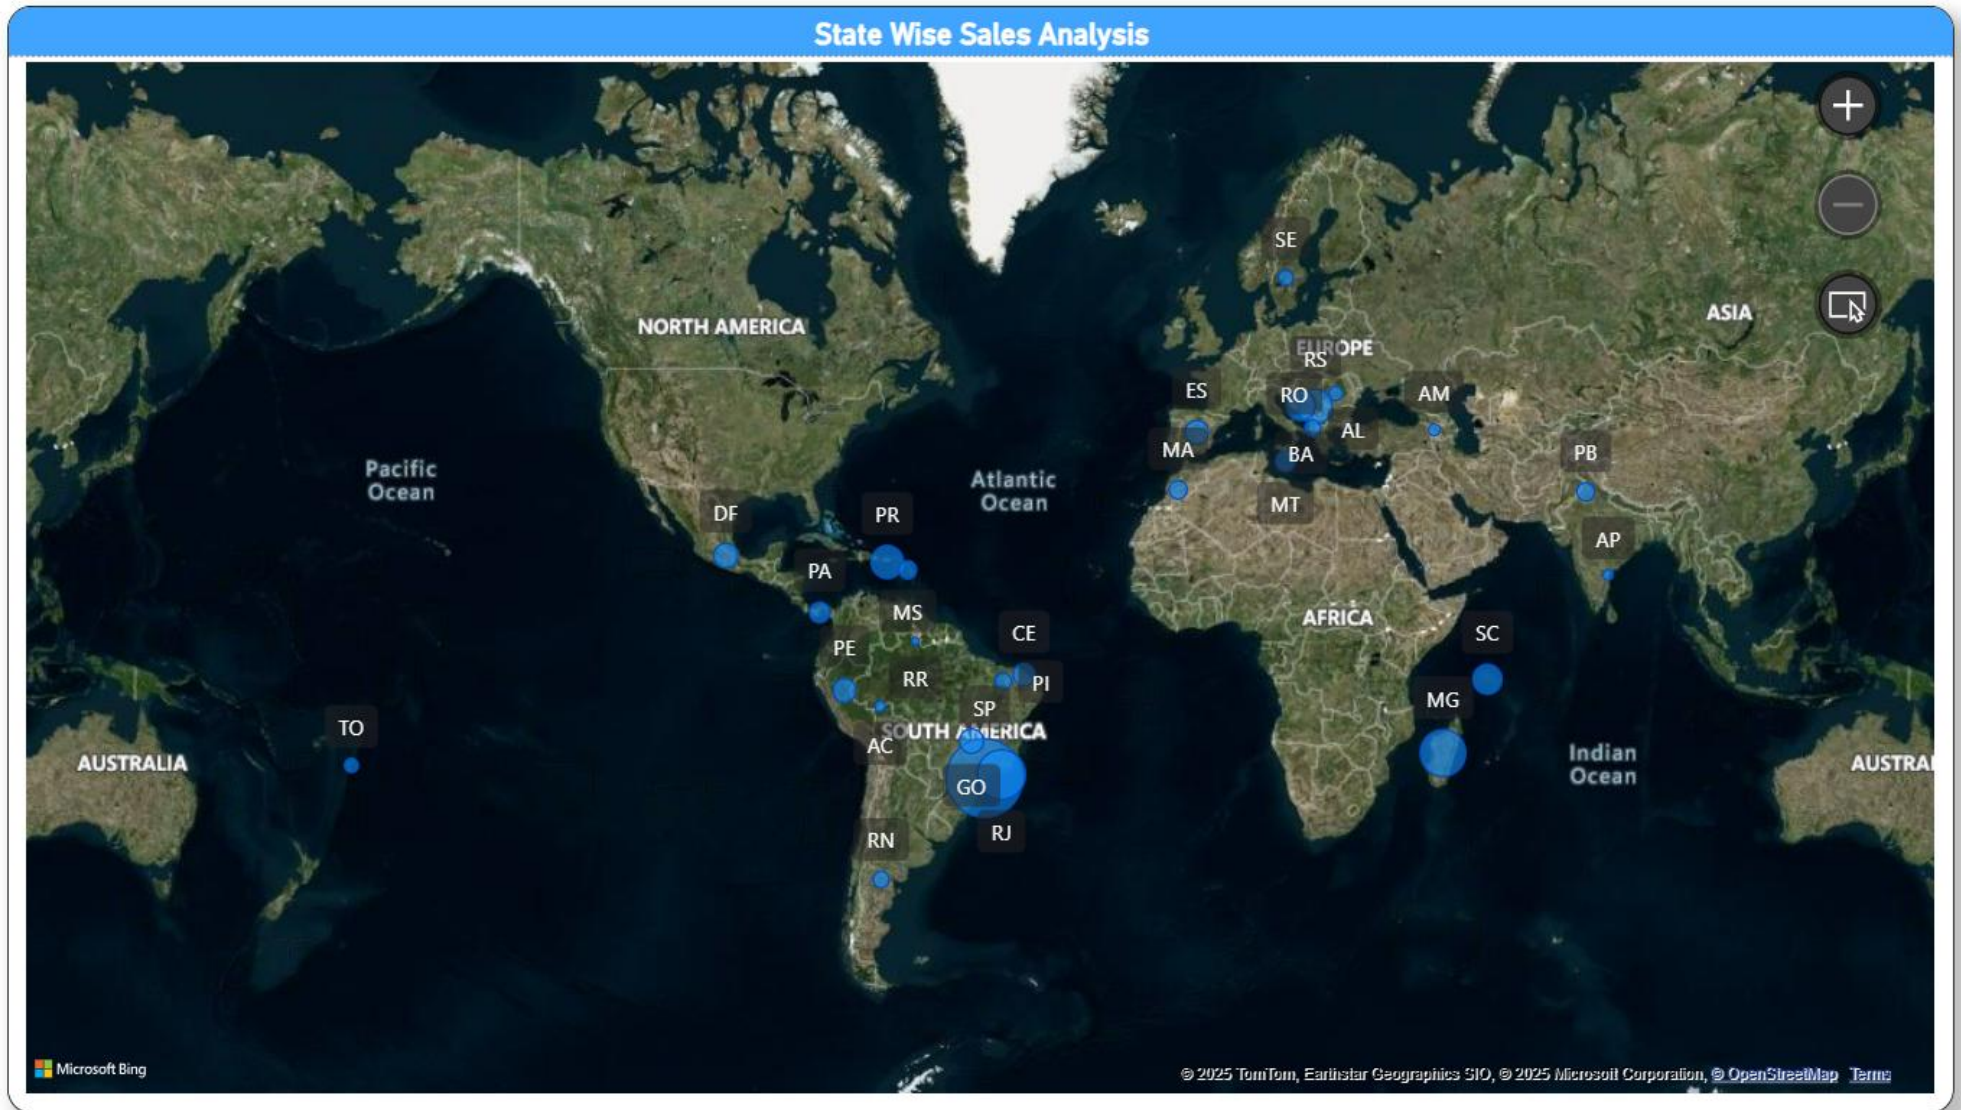 State Wise Sales Analysis
NORTH AMERICA
ASIA
SE
EUROPE
RS
ES
RO
AM
AL
MA
BA
PB
Pacific
Ocean
Atlantic
Ocean
MT
DF
PR
AP
PA
MS
AFRICA
CE
SC
PE
RR
PI
MG
SP
TO
SOUTH AMERICA
AC
AUSTRALIA
Indian
Ocean
AUSTRAL
GO
RJ
RN
Microsoft Bing
© 2025 TomTom, Earthstar Geographics SIO, © 2025 Microsoft Corporation, © OpenStreetMap Terms